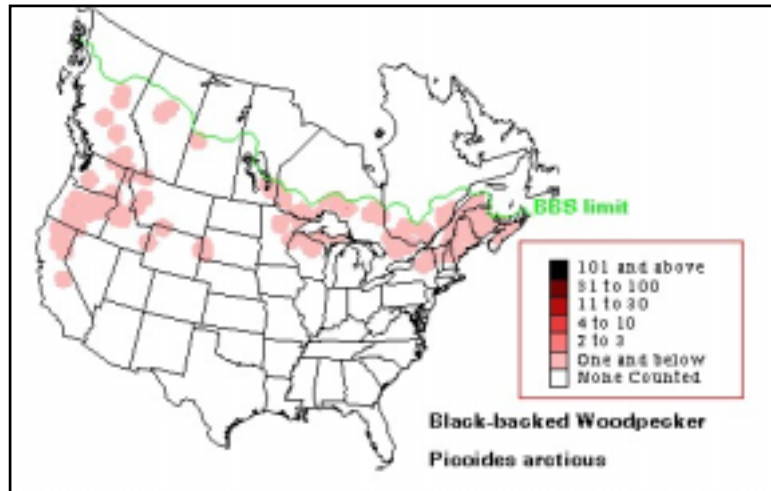 BBS limit
101 and above
31 to 100
11 to 30
4 to 10
2 to 3
One and below
None Counted
Black-backed Woodpecker
Picoides arcticus